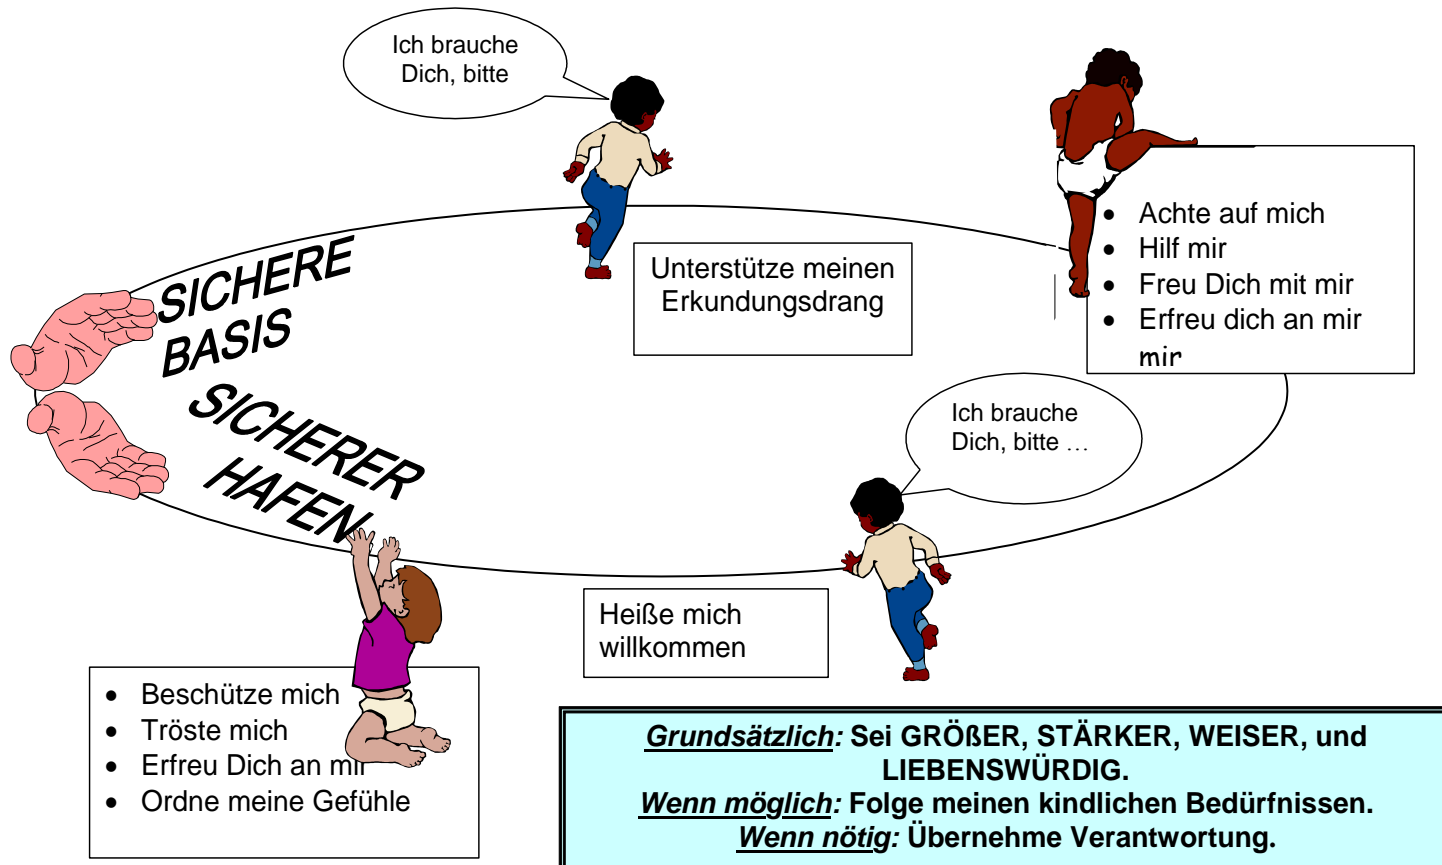 Ich brauche
Dich, bitte
SICHERE
BASIS
Unterstütze meinen
Erkundungsdrang
• Achte auf mich
• Hilf mir
• Freu Dich mit mir
• Erfreu dich an mir
mir
SICHERER
HAFEN
Ich brauche
Dich, bitte …
Heiße mich
willkommen
• Beschütze mich
• Tröste mich
• Erfreu Dich an mir
• Ordne meine Gefühle
Grundsätzlich: Sei GRÖßER, STÄRKER, WEISER, und
LIEBENSWÜRDIG.
Wenn möglich: Folge meinen kindlichen Bedürfnissen.
Wenn nötig: Übernehme Verantwortung.